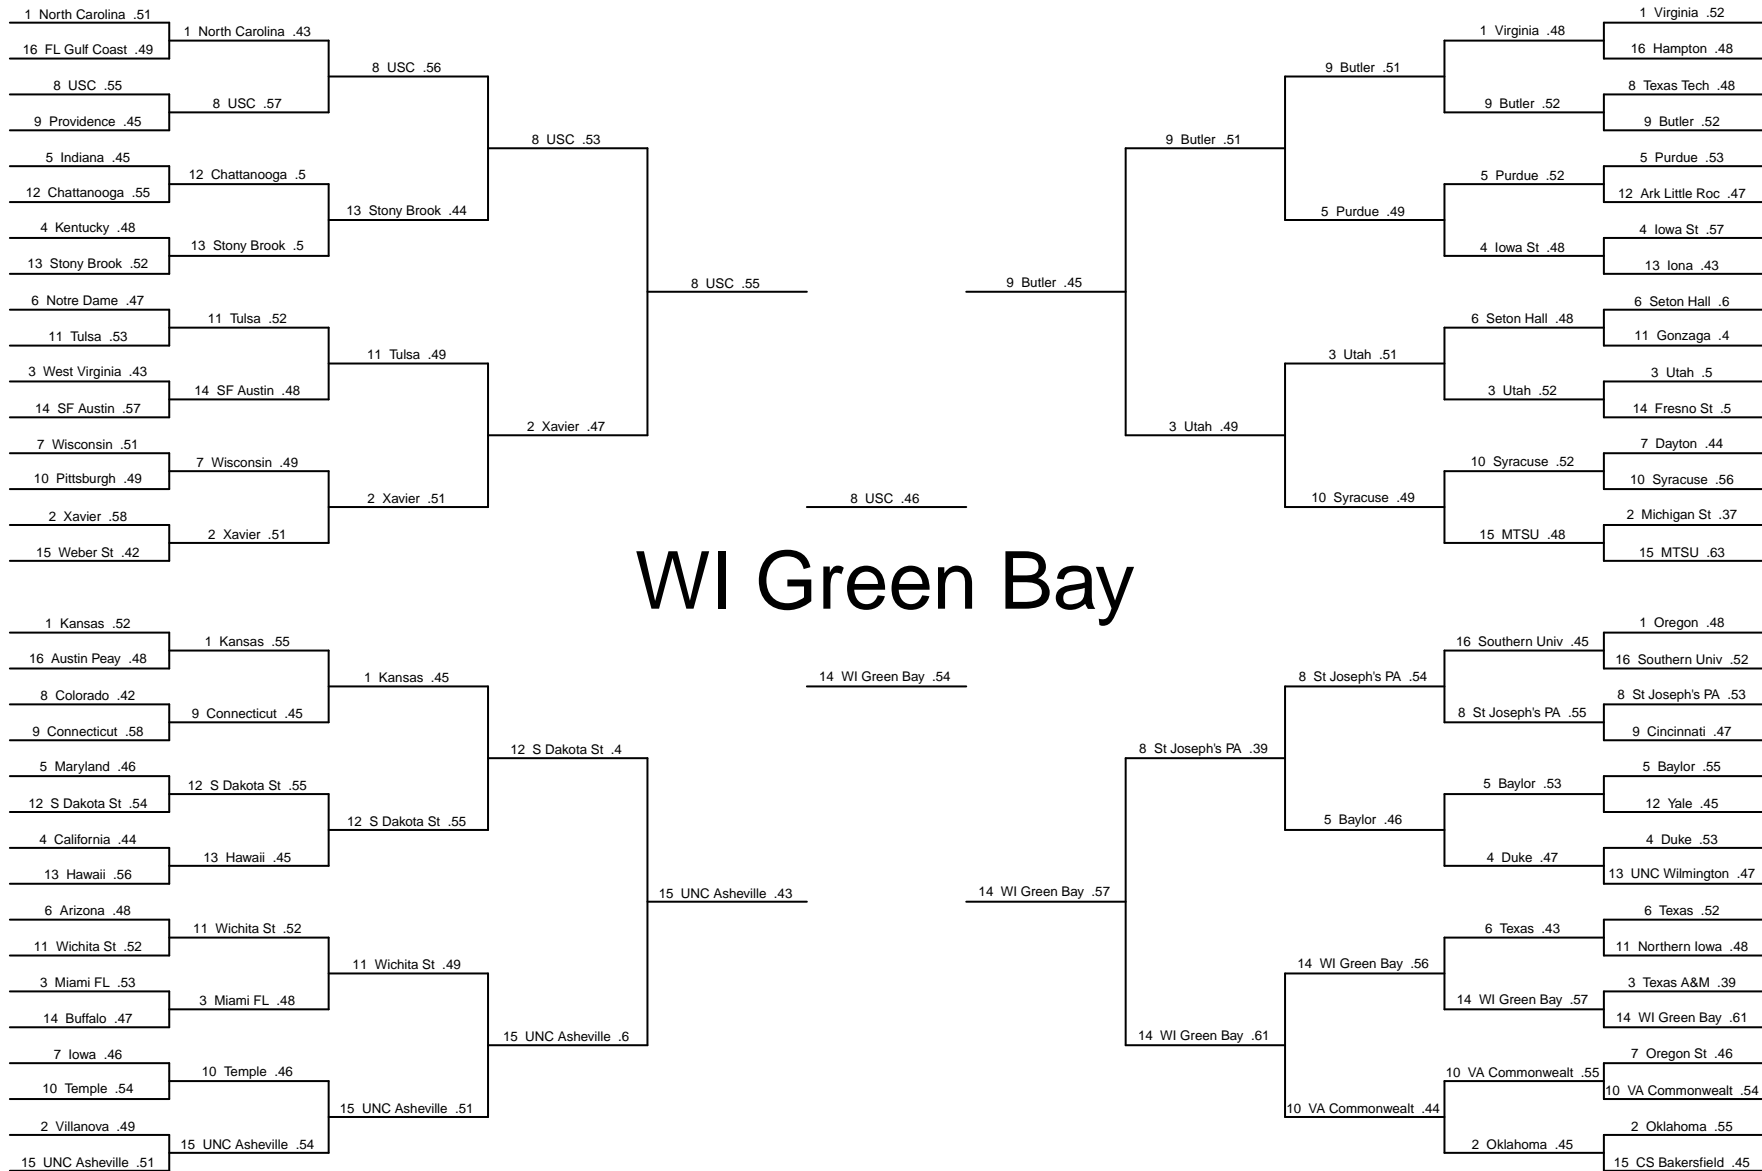 1 North Carolina .51
16 FL Gulf Coast .49
8 USC .55
9 Providence .45
5 Indiana .45
12 Chattanooga .55
4 Kentucky .48
13 Stony Brook .52
6 Notre Dame .47
11 Tulsa .53
3 West Virginia .43
14 SF Austin .57
7 Wisconsin .51
10 Pittsburgh .49
2 Xavier .58
15 Weber St .42
1 Kansas .52
16 Austin Peay .48
8 Colorado .42
9 Connecticut .58
5 Maryland .46
12 S Dakota St .54
4 California .44
13 Hawaii .56
6 Arizona .48
11 Wichita St .52
3 Miami FL .53
14 Buffalo .47
7 Iowa .46
10 Temple .54
2 Villanova .49
15 UNC Asheville .51
1 North Carolina .43
8 USC .57
12 Chattanooga .5
13 Stony Brook .5
11 Tulsa .52
14 SF Austin .48
7 Wisconsin .49
2 Xavier .51
1 Kansas .55
9 Connecticut .45
12 S Dakota St .55
13 Hawaii .45
11 Wichita St .52
3 Miami FL .48
10 Temple .46
15 UNC Asheville .54
8 USC .56
13 Stony Brook .44
11 Tulsa .49
2 Xavier .51
1 Kansas .45
12 S Dakota St .55
11 Wichita St .49
15 UNC Asheville .51
8 USC .53
2 Xavier .47
12 S Dakota St .4
15 UNC Asheville .6
8 USC .55
15 UNC Asheville .43
8 USC .46
WI Green Bay
14 WI Green Bay .54
9 Butler .45
14 WI Green Bay .57
9 Butler .51
3 Utah .49
8 St Joseph's PA .39
14 WI Green Bay .61
9 Butler .51
5 Purdue .49
3 Utah .51
10 Syracuse .49
8 St Joseph's PA .54
5 Baylor .46
14 WI Green Bay .56
10 VA Commonwealt .44
1 Virginia .48
9 Butler .52
5 Purdue .52
4 Iowa St .48
6 Seton Hall .48
3 Utah .52
10 Syracuse .52
15 MTSU .48
16 Southern Univ .45
8 St Joseph's PA .55
5 Baylor .53
4 Duke .47
6 Texas .43
14 WI Green Bay .57
10 VA Commonwealt .55
2 Oklahoma .45
1 Virginia .52
16 Hampton .48
8 Texas Tech .48
9 Butler .52
5 Purdue .53
12 Ark Little Roc .47
4 Iowa St .57
13 Iona .43
6 Seton Hall .6
11 Gonzaga .4
3 Utah .5
14 Fresno St .5
7 Dayton .44
10 Syracuse .56
2 Michigan St .37
15 MTSU .63
1 Oregon .48
16 Southern Univ .52
8 St Joseph's PA .53
9 Cincinnati .47
5 Baylor .55
12 Yale .45
4 Duke .53
13 UNC Wilmington .47
6 Texas .52
11 Northern Iowa .48
3 Texas A&M .39
14 WI Green Bay .61
7 Oregon St .46
10 VA Commonwealt .54
2 Oklahoma .55
15 CS Bakersfield .45